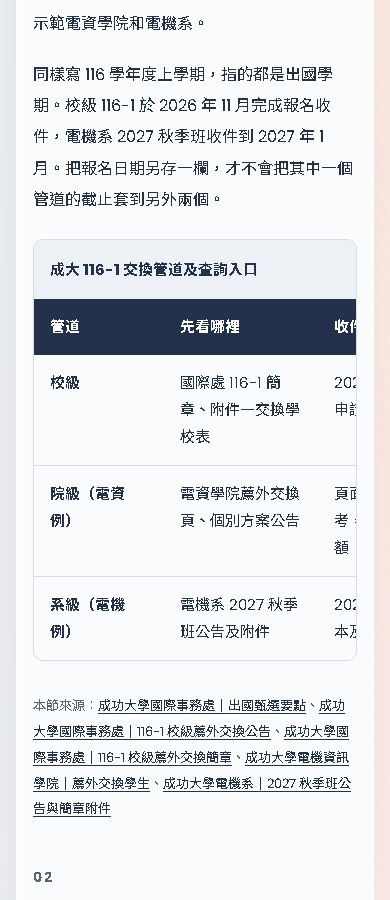 示範電資學院和電機系。
同樣寫 116 學年度上學期，指的都是出國學
期。校級 116-1 於 2026 年 11 月完成報名收
件，電機系 2027 秋季班收件到 2027 年 1
月。把報名日期另存一欄，才不會把其中一個
管道的截止套到另外兩個。
成大 116-1 交換管道及查詢入口
管道 先看哪裡 收
校級 國際處 116-1 簡 202
章、附件一交換學 申請
校表
院級（電資 電資學院薦外交換 頁面
例） 頁、個別方案公告 考
額
系級（電機 電機系 2027 秋季 202
例） 班公告及附件 本及
本節來源：成功大學國際事務處｜出國甄選要點、成功
大學國際事務處｜116-1 校級薦外交換公告、成功大學國
際事務處｜116-1 校級薦外交換簡章、成功大學電機資訊
學院｜薦外交換學生、成功大學電機系｜2027 秋季班公
告與簡章附件
02